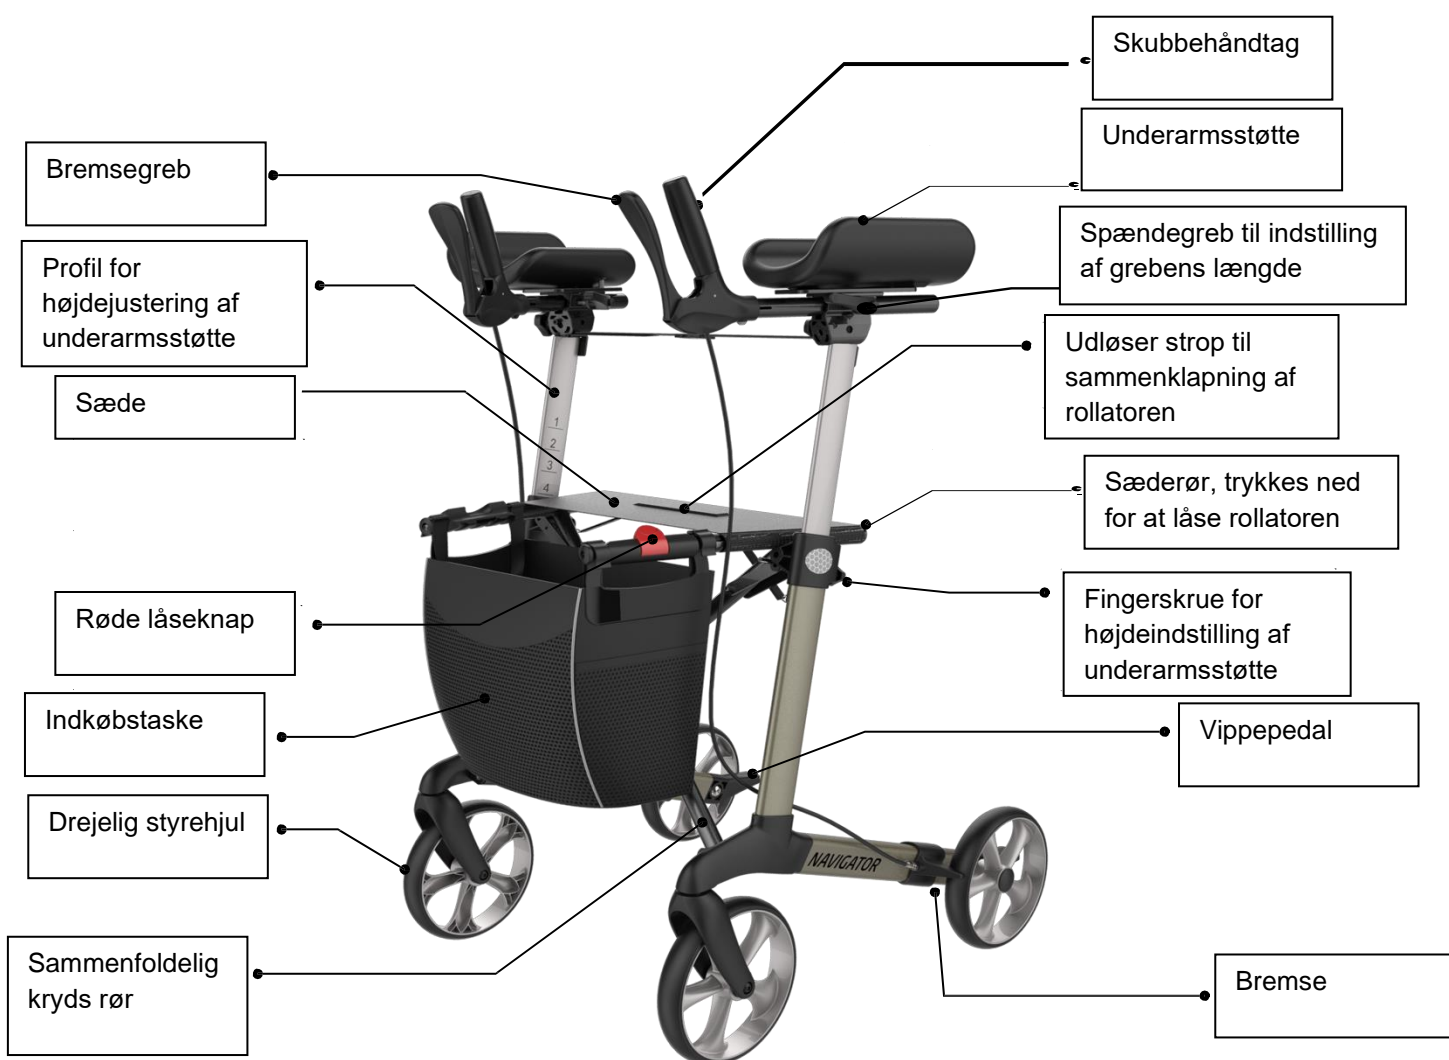 Skubbehåndtag
Underarmsstøtte
Bremsegreb
Spændegreb til indstilling
af grebens længde
Profil for
højdejustering af
underarmsstøtte
Udløser strop til
sammenklapning af
rollatoren
Sæde
1
2
3
4
Sæderør, trykkes ned
for at låse rollatoren
Røde låseknap
Fingerskrue for
højdeindstilling af
underarmsstøtte
Indkøbstaske
Vippepedal
Drejelig styrehjul
NAVIGATOR
Sammenfoldelig
kryds rør
Bremse